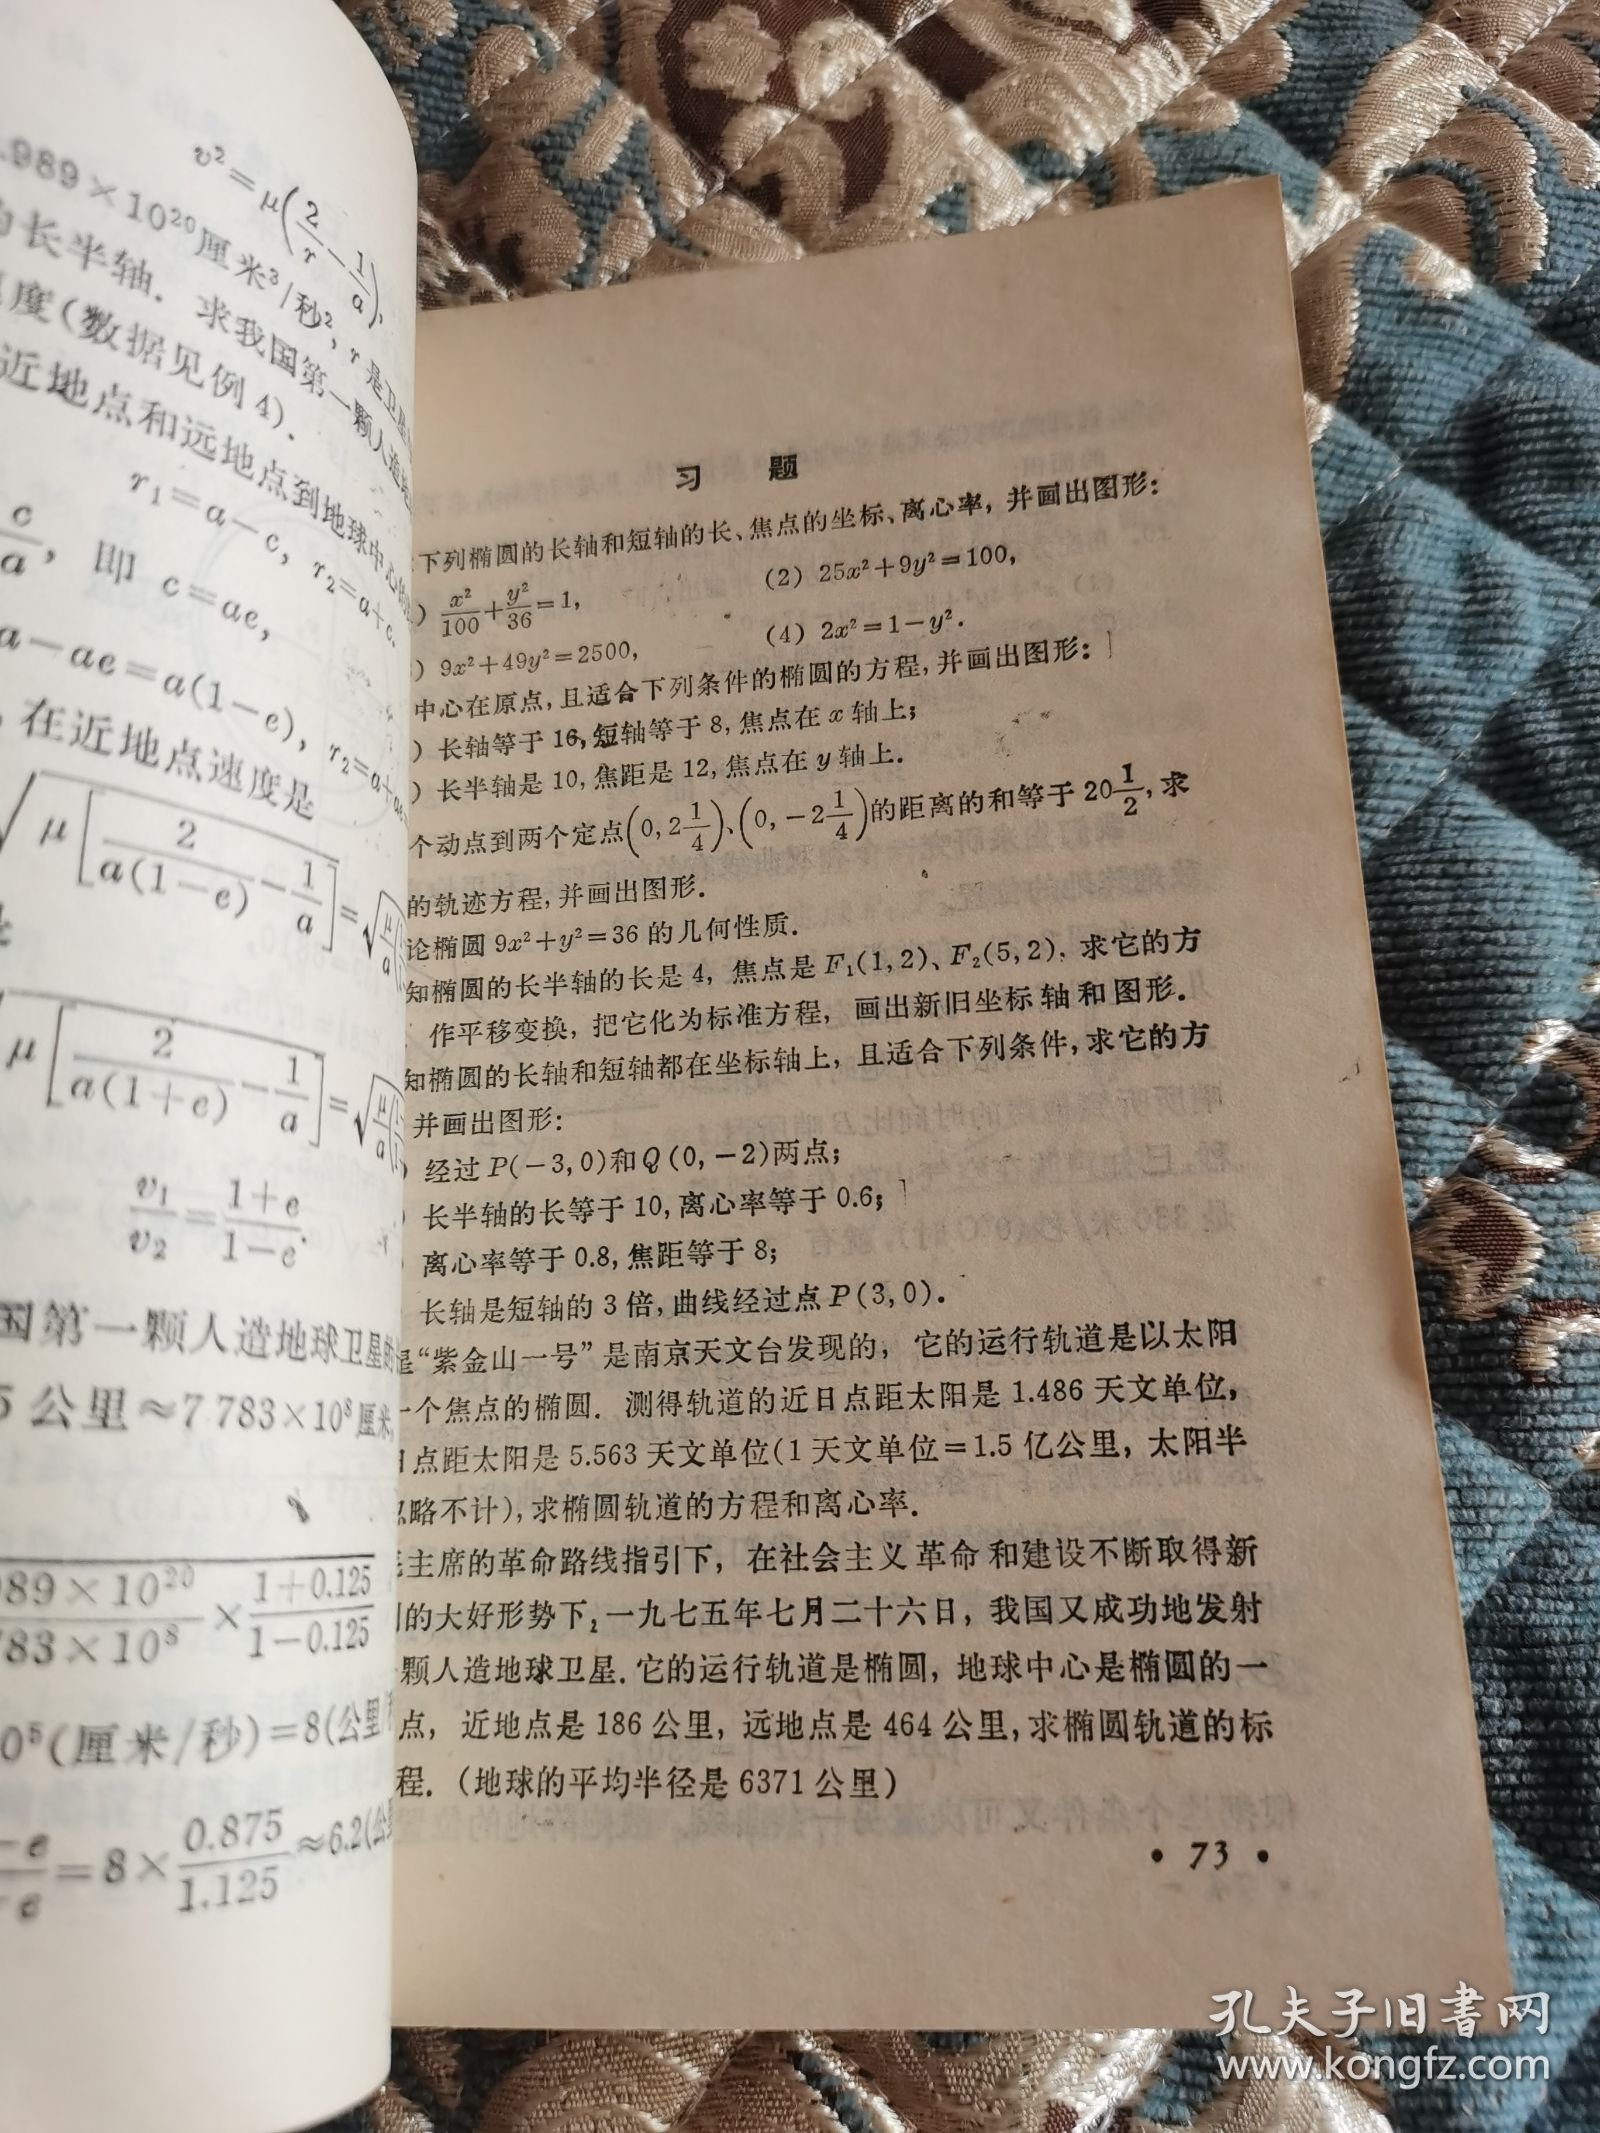 v²=μ(2/r-1/a),
.989×10²⁰厘米³/秒², r 是卫星
的长半轴. 求我国第一颗人造
度(数据见例4).
近地点和远地点到地球中心的
r₁=a-c, r₂=a+c.
c/a, 即 c=ae,
a-ae=a(1-e), r₂=a+ae
, 在近地点速度是
√μ[2/a(1-e)-1/a]=√μ/a
√μ[2/a(1+e)-1/a]=√μ/a
v₁/v₂=1+e/1-e.
国第一颗人造地球卫星的
5公里≈7 783×10⁸厘米,
989×10²⁰/783×10⁸×1+0.125/1-0.125
0⁵(厘米/秒)=8(公里
-e/e=8×0.875/1.125≈6.2(公
习 题
下列椭圆的长轴和短轴的长、焦点的坐标、离心率, 并画出图形:
) x²/100+y²/36=1, (2) 25x²+9y²=100,
) 9x²+49y²=2500, (4) 2x²=1-y².
中心在原点, 且适合下列条件的椭圆的方程, 并画出图形:
) 长轴等于16, 短轴等于8, 焦点在 x 轴上;
) 长半轴是10, 焦距是12, 焦点在 y 轴上.
个动点到两个定点(0, 2 1/4)、(0, -2 1/4)的距离的和等于20 1/2, 求
的轨迹方程, 并画出图形.
论椭圆 9x²+y²=36 的几何性质.
知椭圆的长半轴的长是4, 焦点是 F₁(1, 2)、F₂(5, 2). 求它的方
作平移变换, 把它化为标准方程, 画出新旧坐标轴和图形.
知椭圆的长轴和短轴都在坐标轴上, 且适合下列条件, 求它的方
并画出图形:
) 经过 P(-3, 0)和Q(0, -2)两点;
) 长半轴的长等于10, 离心率等于0.6;
离心率等于0.8, 焦距等于8;
长轴是短轴的3倍, 曲线经过点 P(3, 0).
星“紫金山一号”是南京天文台发现的, 它的运行轨道是以太阳
一个焦点的椭圆. 测得轨道的近日点距太阳是1.486天文单位,
日点距太阳是5.563天文单位(1天文单位=1.5亿公里, 太阳半
忽略不计), 求椭圆轨道的方程和离心率.
毛主席的革命路线指引下, 在社会主义革命和建设不断取得新
利的大好形势下, 一九七五年七月二十六日, 我国又成功地发射
颗人造地球卫星. 它的运行轨道是椭圆, 地球中心是椭圆的一
点, 近地点是186公里, 远地点是464公里, 求椭圆轨道的标
程. (地球的平均半径是6371公里)
• 73 •
孔夫子旧书网
www.kongfz.com